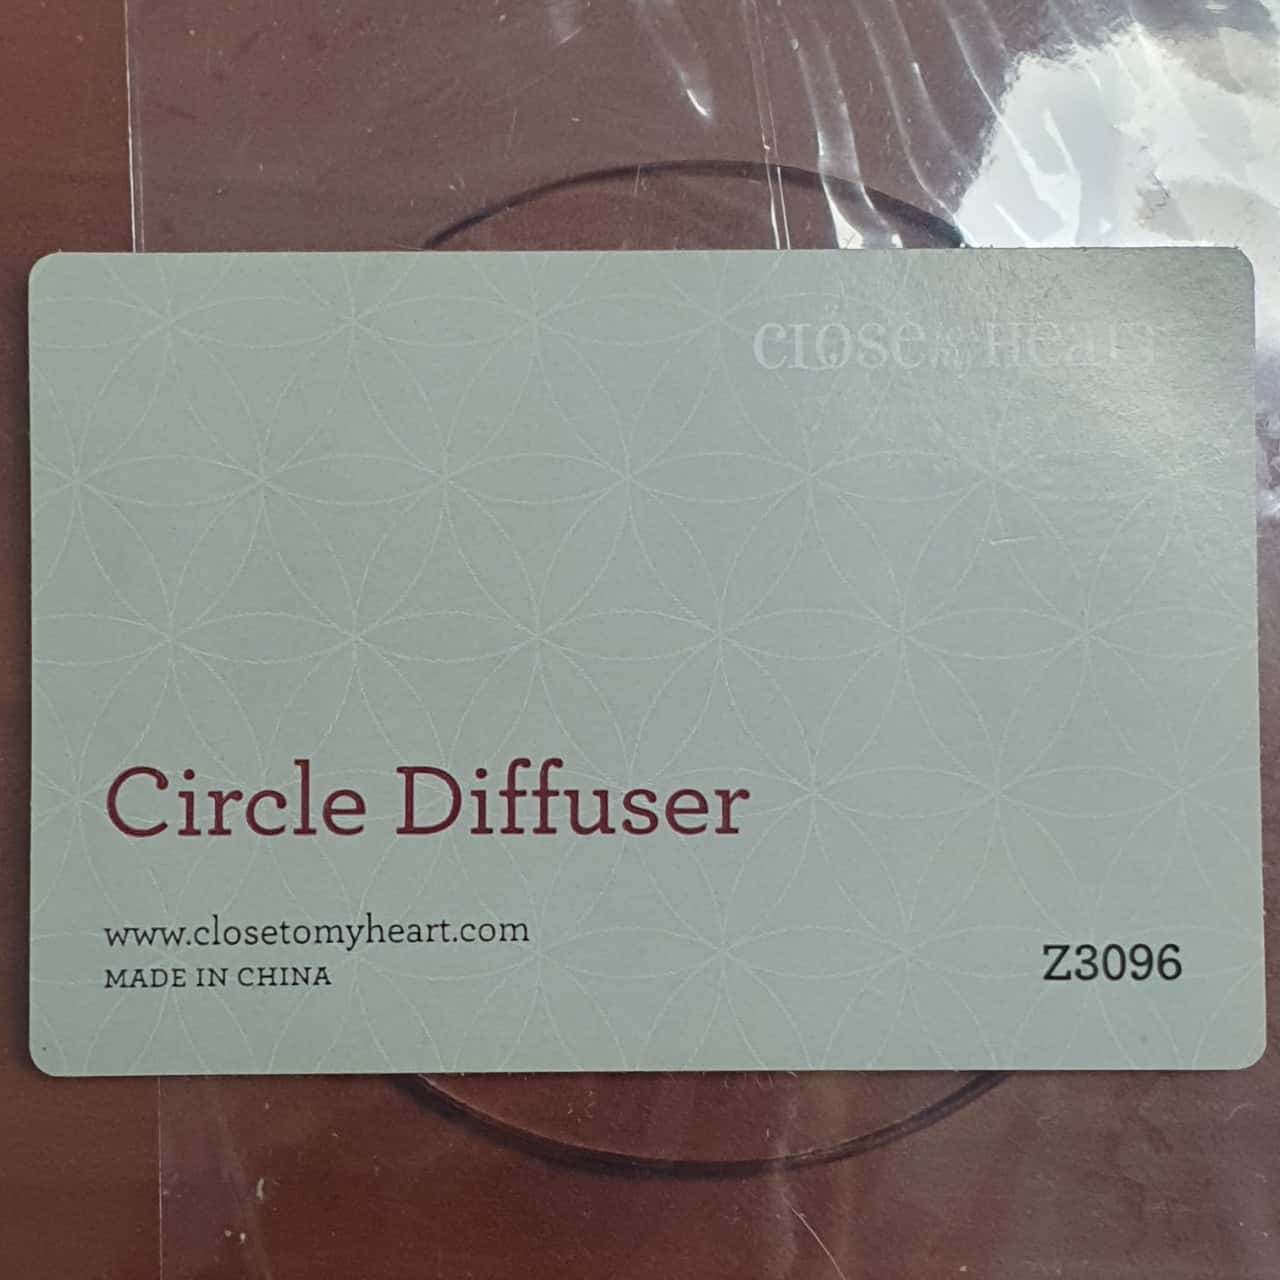 CLOSE to my HEART
Circle Diffuser
www.closetomyheart.com
MADE IN CHINA
Z3096